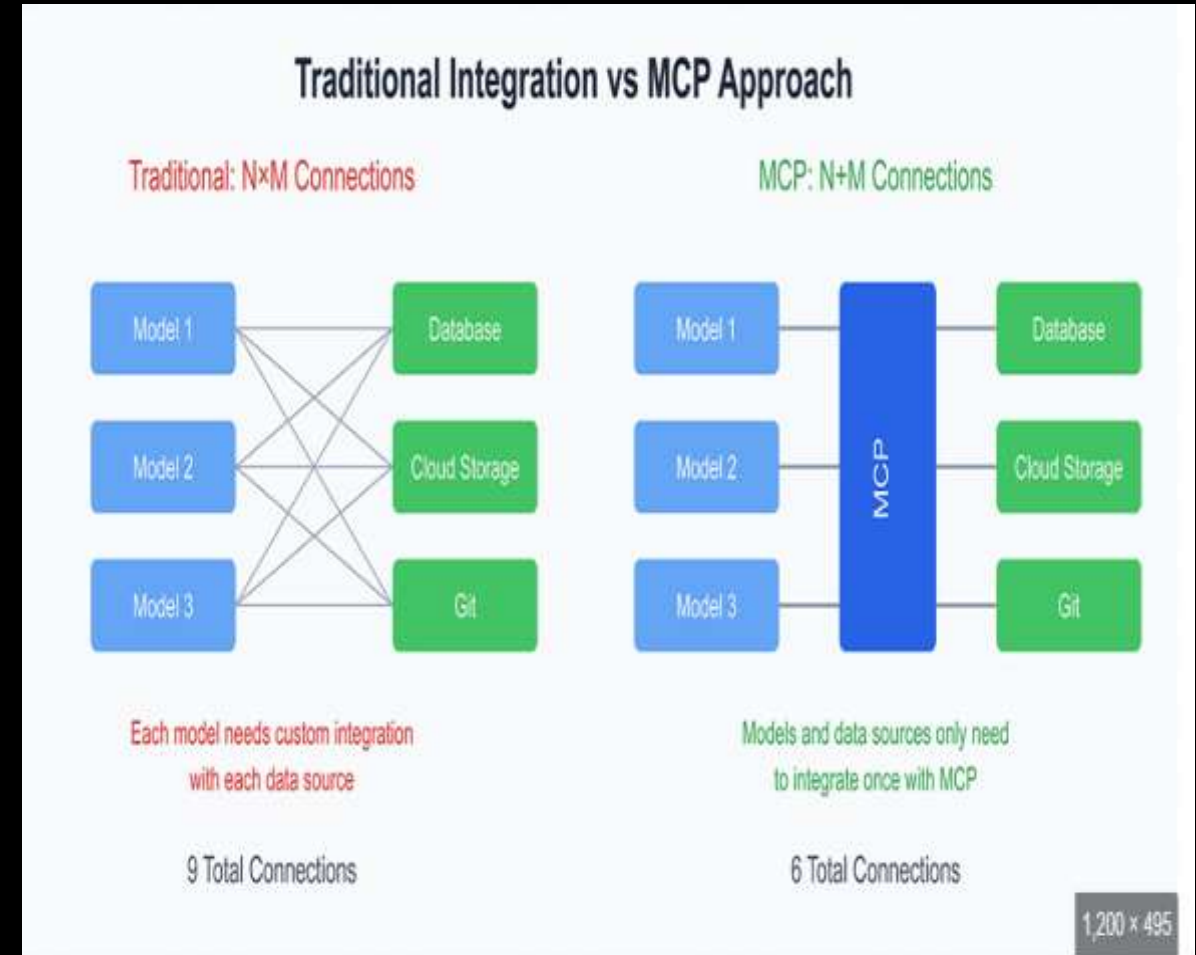 Traditional Integration vs MCP Approach
Traditional: N×M Connections
MCP: N+M Connections
Model 1
Database
Model 1
Database
Model 2
Cloud Storage
Model 2
MCP
Cloud Storage
Model 3
Git
Model 3
Git
Each model needs custom integration
with each data source
Models and data sources only need
to integrate once with MCP
9 Total Connections
6 Total Connections
1,200 × 495